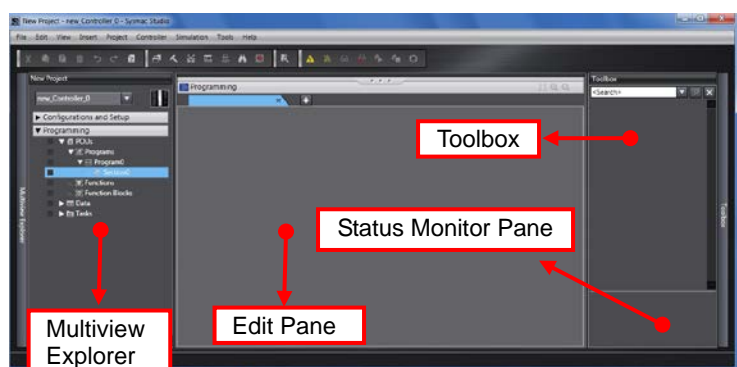 New Project - new_Controller_0 - Sysmac Studio
File Edit View Insert Project Controller Simulation Tools Help
New Project
new_Controller_0
Configurations and Setup
Programming
POUs
Programs
Program0
Section0
Functions
Function Blocks
Data
Tasks
Multiview Explorer
Programming
Toolbox
<Search>
Toolbox
Toolbox
Status Monitor Pane
Edit Pane
Multiview
Explorer